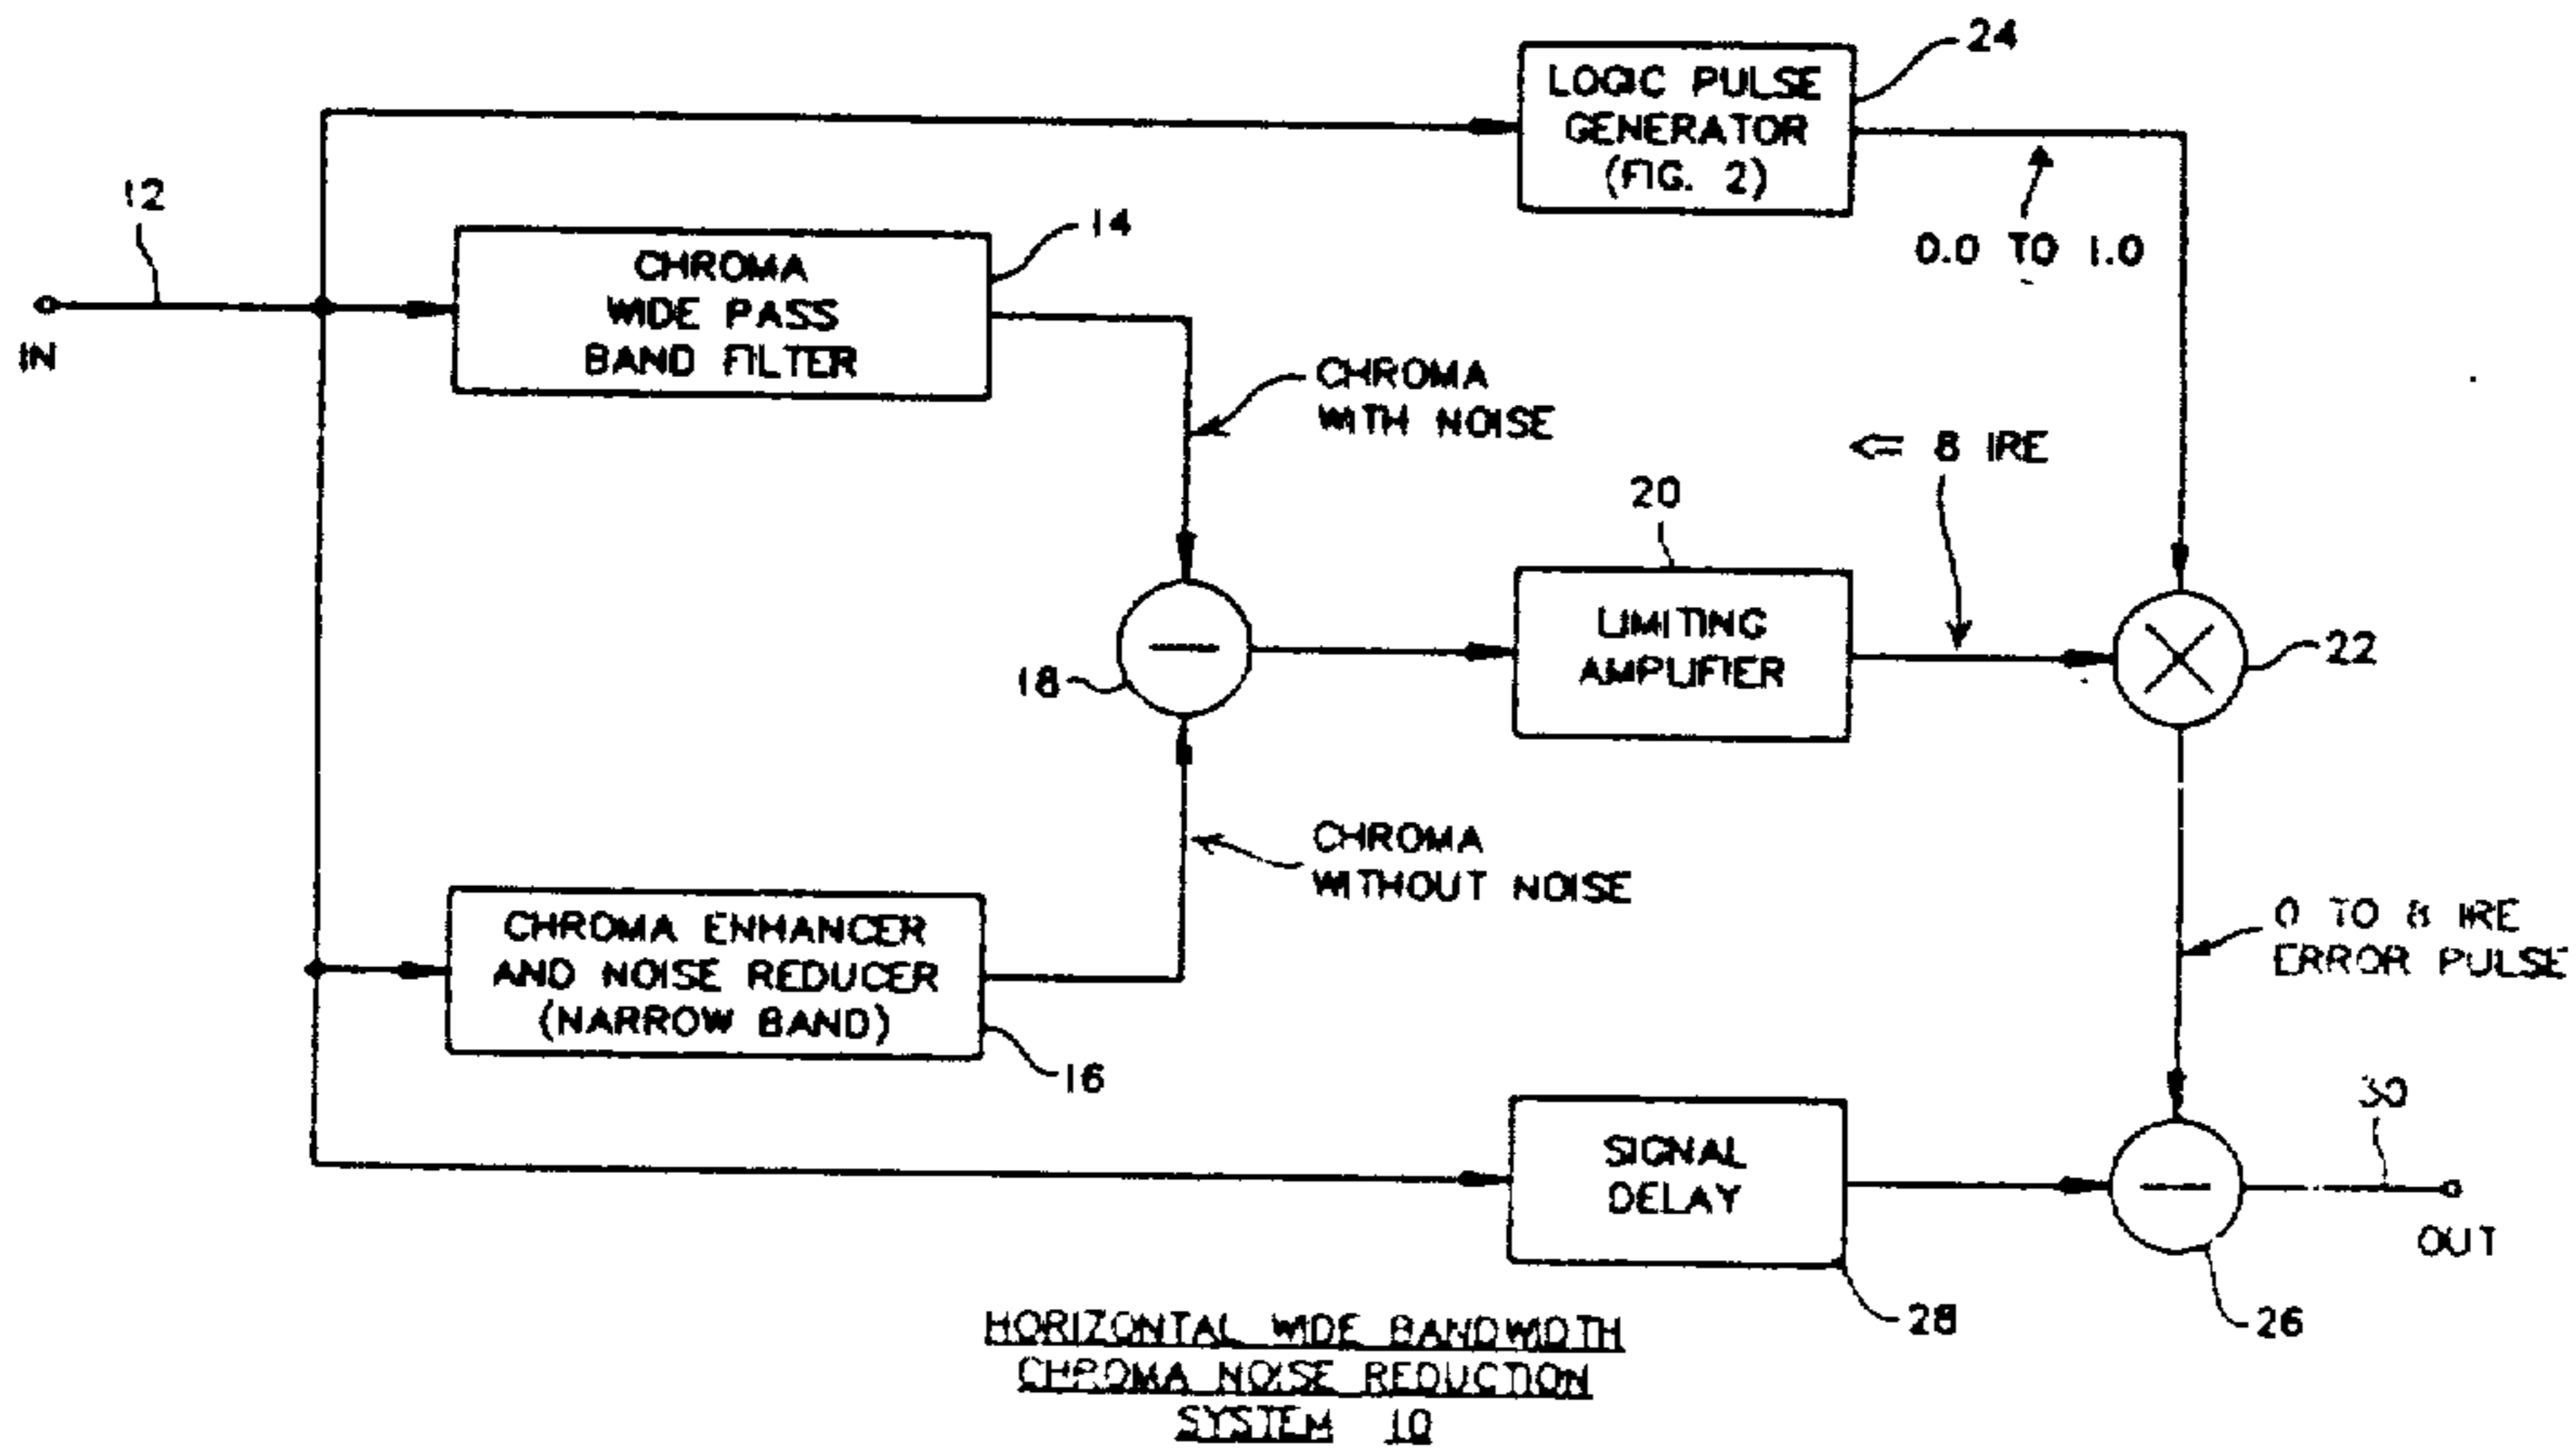 24
LOGIC PULSE
GENERATOR
(FIG. 2)
0.0 TO 1.0
12
IN
14
CHROMA
WIDE PASS
BAND FILTER
CHROMA
WITH NOISE
<= 8 IRE
20
LIMITING
AMPLIFIER
22
18
CHROMA
WITHOUT NOISE
CHROMA ENHANCER
AND NOISE REDUCER
(NARROW BAND)
16
0 TO 8 IRE
ERROR PULSE
SIGNAL
DELAY
28
30
OUT
26
HORIZONTAL WIDE BANDWIDTH
CHROMA NOISE REDUCTION
SYSTEM 10